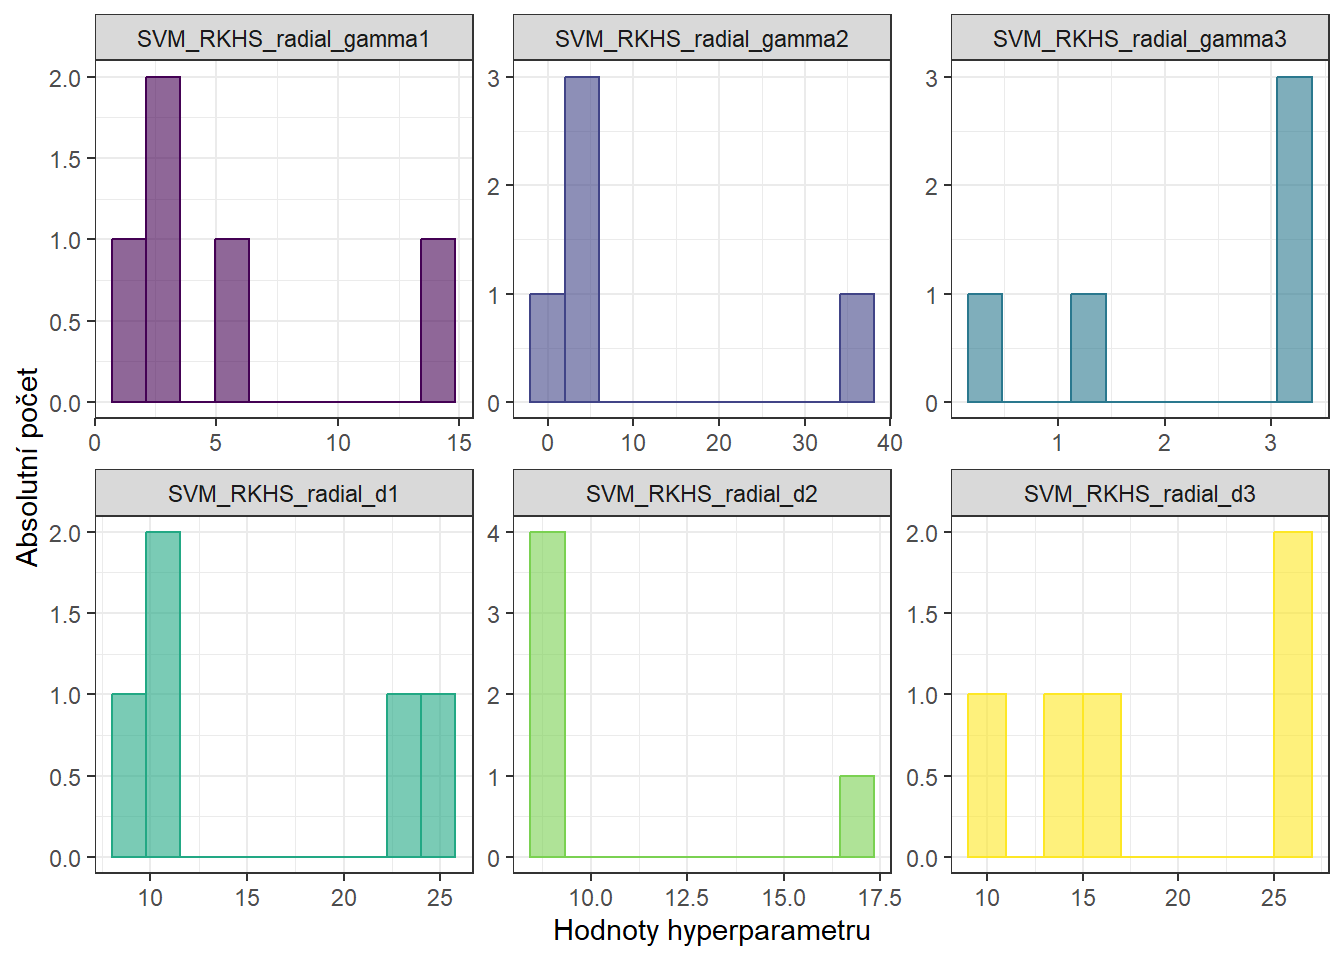 SVM_RKHS_radial_gamma1 SVM_RKHS_radial_gamma2 SVM_RKHS_radial_gamma3
2.0 3 3
1.5 2 2
1.0 1 1
0.5
0.0 0 0
0 5 10 15 0 10 20 30 40 1 2 3
Absolutní počet
SVM_RKHS_radial_d1 SVM_RKHS_radial_d2 SVM_RKHS_radial_d3
2.0 4 2.0
1.5 3 1.5
1.0 2 1.0
0.5 1 0.5
0.0 0 0.0
10 15 20 25 10.0 12.5 15.0 17.5 10 15 20 25
Hodnoty hyperparametru